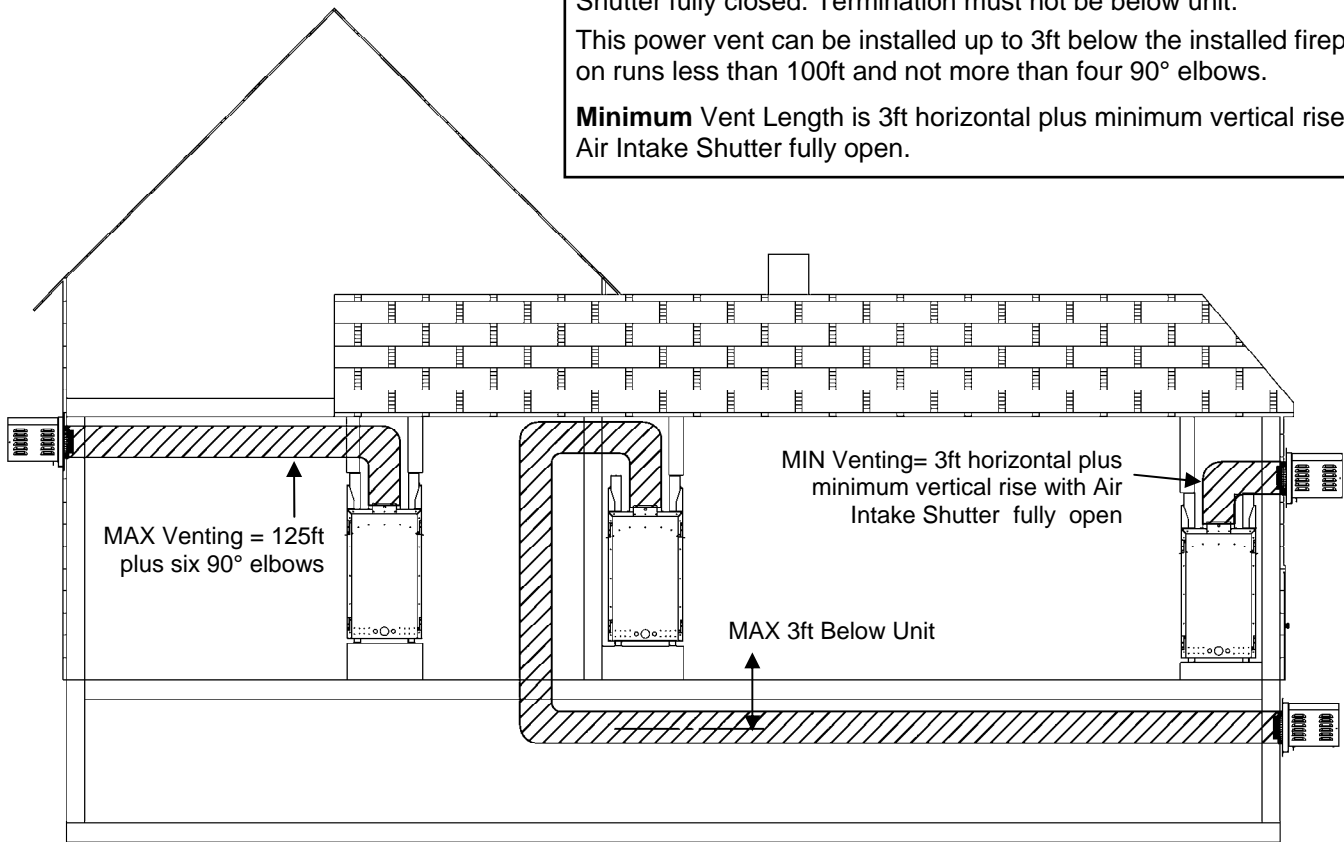 Shutter fully closed. Termination must not be below unit.
This power vent can be installed up to 3ft below the installed
on runs less than 100ft and not more than four 90° elbows.
Minimum Vent Length is 3ft horizontal plus minimum vertical rise
Air Intake Shutter fully open.
MIN Venting= 3ft horizontal plus
minimum vertical rise with Air
Intake Shutter fully open
MAX Venting = 125ft
plus six 90° elbows
MAX 3ft Below Unit